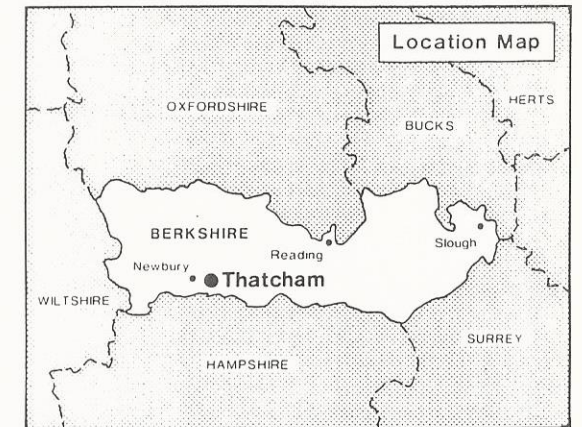 Location Map
OXFORDSHIRE
HERTS
BUCKS
BERKSHIRE
Reading
Slough
Newbury
Thatcham
WILTSHIRE
SURREY
HAMPSHIRE